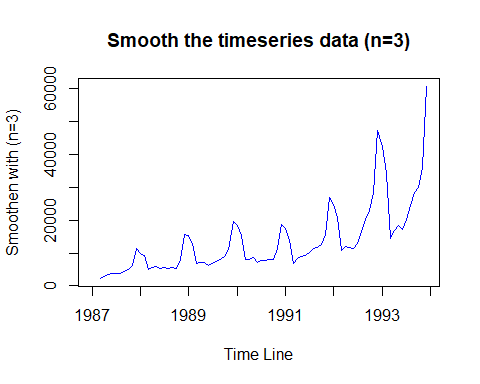 Smooth the timeseries data (n=3)
Smoothen with (n=3)
60000
40000
20000
0
1987
1989
1991
1993
Time Line